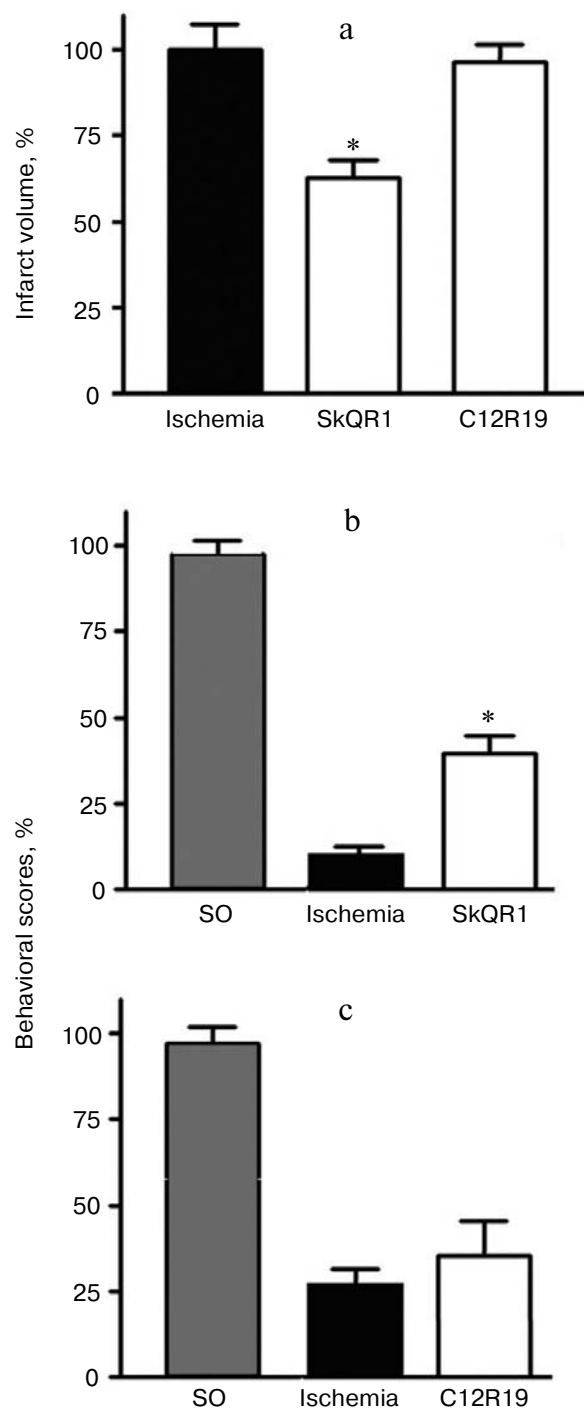 a
Infarct volume, %
100
75
50
25
0
*
Ischemia SkQR1 C12R19
b
Behavioral scores, %
100
75
50
25
0
*
SO Ischemia SkQR1
c
100
75
50
25
0
SO Ischemia C12R19